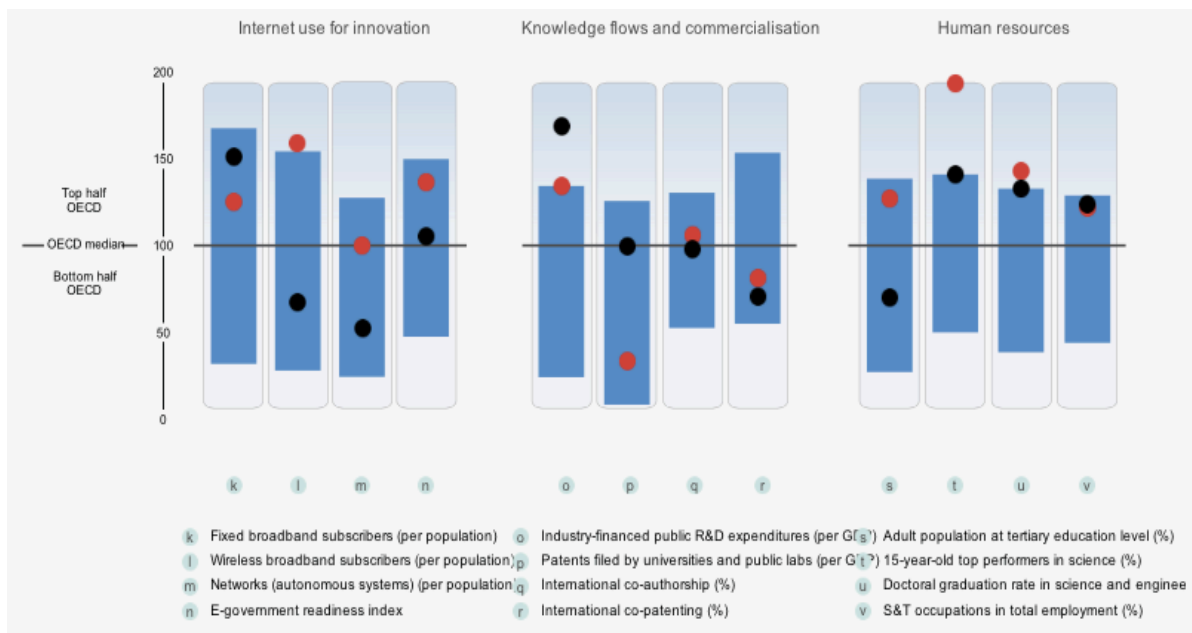 Internet use for innovation
Knowledge flows and commercialisation
Human resources
200
150
Top half
OECD
OECD median
100
Bottom half
OECD
50
0
k
l
m
n
o
p
q
r
s
t
u
v
k Fixed broadband subscribers (per population)
l Wireless broadband subscribers (per population)
m Networks (autonomous systems) (per population)
n E-government readiness index
o Industry-financed public R&D expenditures (per GDP)
p Patents filed by universities and public labs (per GDP)
q International co-authorship (%)
r International co-patenting (%)
s Adult population at tertiary education level (%)
t 15-year-old top performers in science (%)
u Doctoral graduation rate in science and enginee
v S&T occupations in total employment (%)